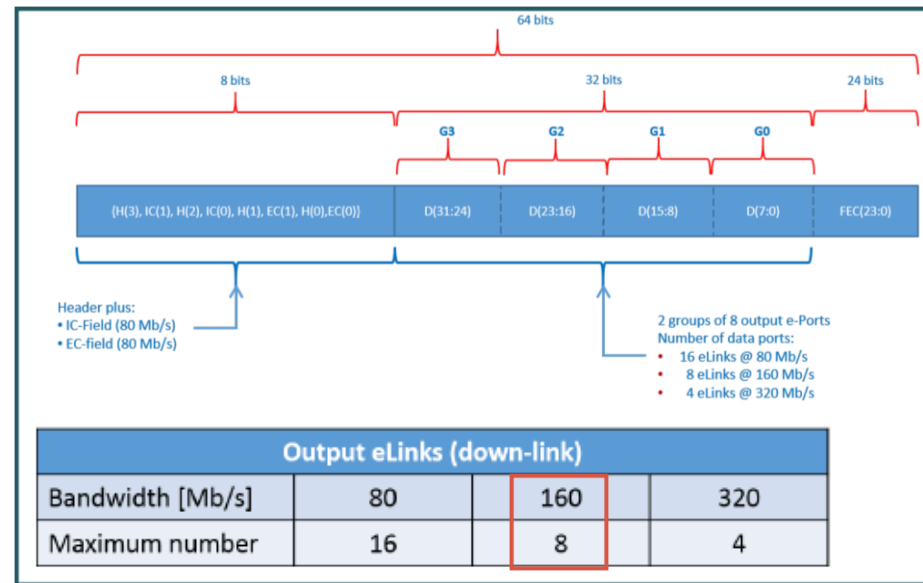 64 bits
8 bits
32 bits
24 bits
G3
G2
G1
G0
{H(3), IC(1), H(2), IC(0), H(1), EC(1), H(0),EC(0)}
D(31:24)
D(23:16)
D(15:8)
D(7:0)
FEC(23:0)
Header plus:
• IC-Field (80 Mb/s)
• EC-field (80 Mb/s)
2 groups of 8 output e-Ports
Number of data ports:
• 16 eLinks @ 80 Mb/s
• 8 eLinks @ 160 Mb/s
• 4 eLinks @ 320 Mb/s
Output eLinks (down-link)
Bandwidth [Mb/s] 80 160 320
Maximum number 16 8 4